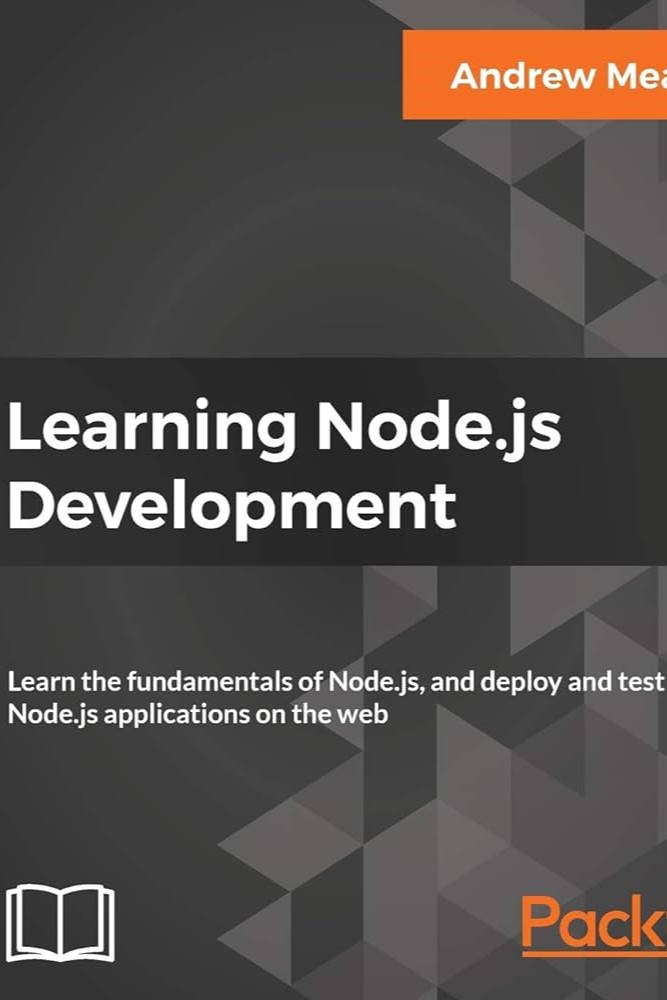 Andrew Mea
Learning Node.js
Development
Learn the fundamentals of Node.js, and deploy and test
Node.js applications on the web
Pack